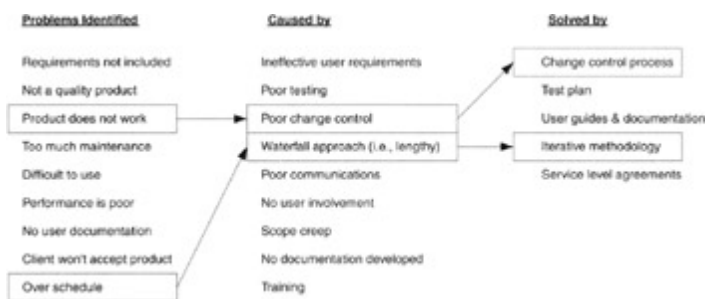 Problems Identified Caused by Solved by
Requirements not included Ineffective user requirements Change control process
Not a quality product Poor testing Test plan
Product does not work Poor change control User guides & documentation
Too much maintenance Waterfall approach (i.e., lengthy) Iterative methodology
Difficult to use Poor communications Service level agreements
Performance is poor No user involvement
No user documentation Scope creep
Client won't accept product No documentation developed
Over schedule Training